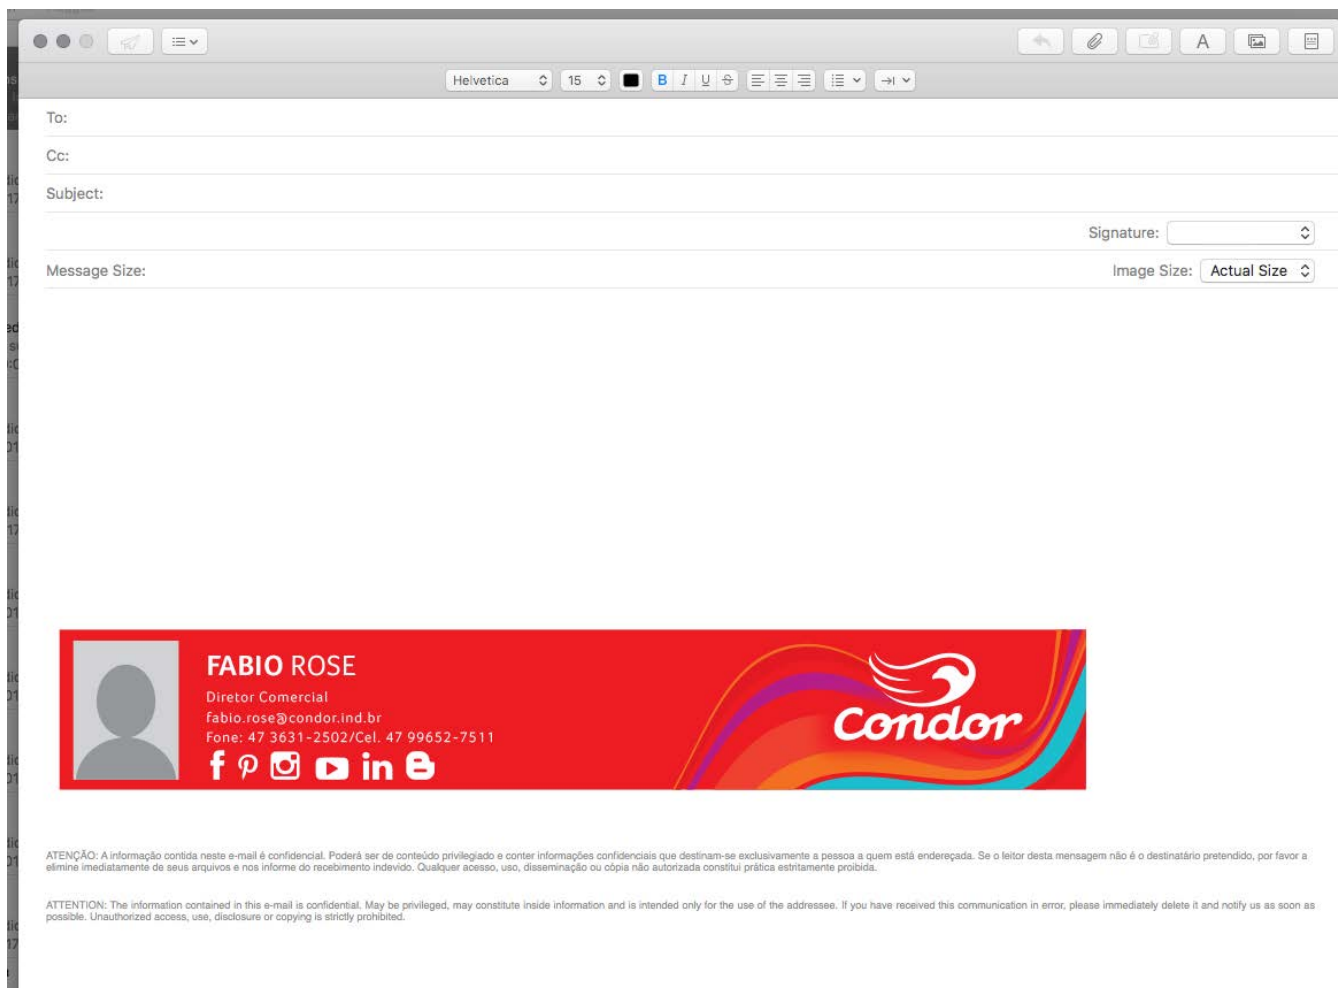 Helvetica 15 B I U S
To:
Cc:
Subject:
Signature:
Message Size: Image Size: Actual Size
FABIO ROSE
Diretor Comercial
fabio.rose@condor.ind.br
Fone: 47 3631-2502/Cel. 47 99652-7511
Condor
ATENÇÃO: A informação contida neste e-mail é confidencial. Poderá ser de conteúdo privilegiado e conter informações confidenciais que destinam-se exclusivamente a pessoa a quem está endereçada. Se o leitor desta mensagem não é o destinatário pretendido, por favor a
elimine imediatamente de seus arquivos e nos informe do recebimento indevido. Qualquer acesso, uso, disseminação ou cópia não autorizada constitui prática estritamente proibida.
ATTENTION: The information contained in this e-mail is confidential. May be privileged, may constitute inside information and is intended only for the use of the addressee. If you have received this communication in error, please immediately delete it and notify us as soon as
possible. Unauthorized access, use, disclosure or copying is strictly prohibited.